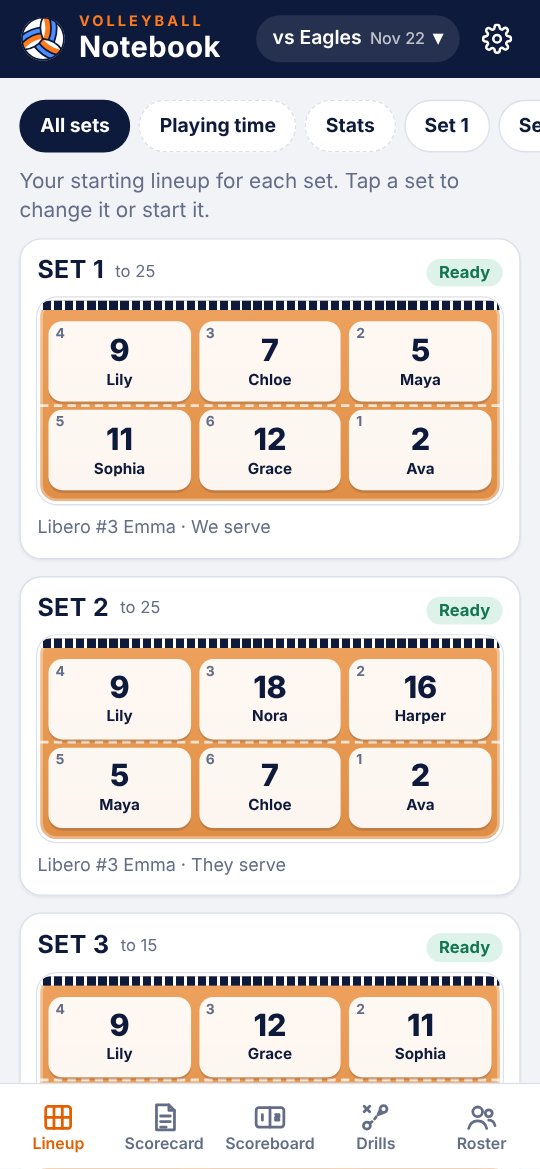 VOLLEYBALL
Notebook
vs Eagles Nov 22 ▼
All sets Playing time Stats Set 1 Se
Your starting lineup for each set. Tap a set to
change it or start it.
SET 1 to 25 Ready
4 9 Lily 3 7 Chloe 2 5 Maya
5 11 Sophia 6 12 Grace 1 2 Ava
Libero #3 Emma · We serve
SET 2 to 25 Ready
4 9 Lily 3 18 Nora 2 16 Harper
5 5 Maya 6 7 Chloe 1 2 Ava
Libero #3 Emma · They serve
SET 3 to 15 Ready
4 9 Lily 3 12 Grace 2 11 Sophia
Lineup Scorecard Scoreboard Drills Roster